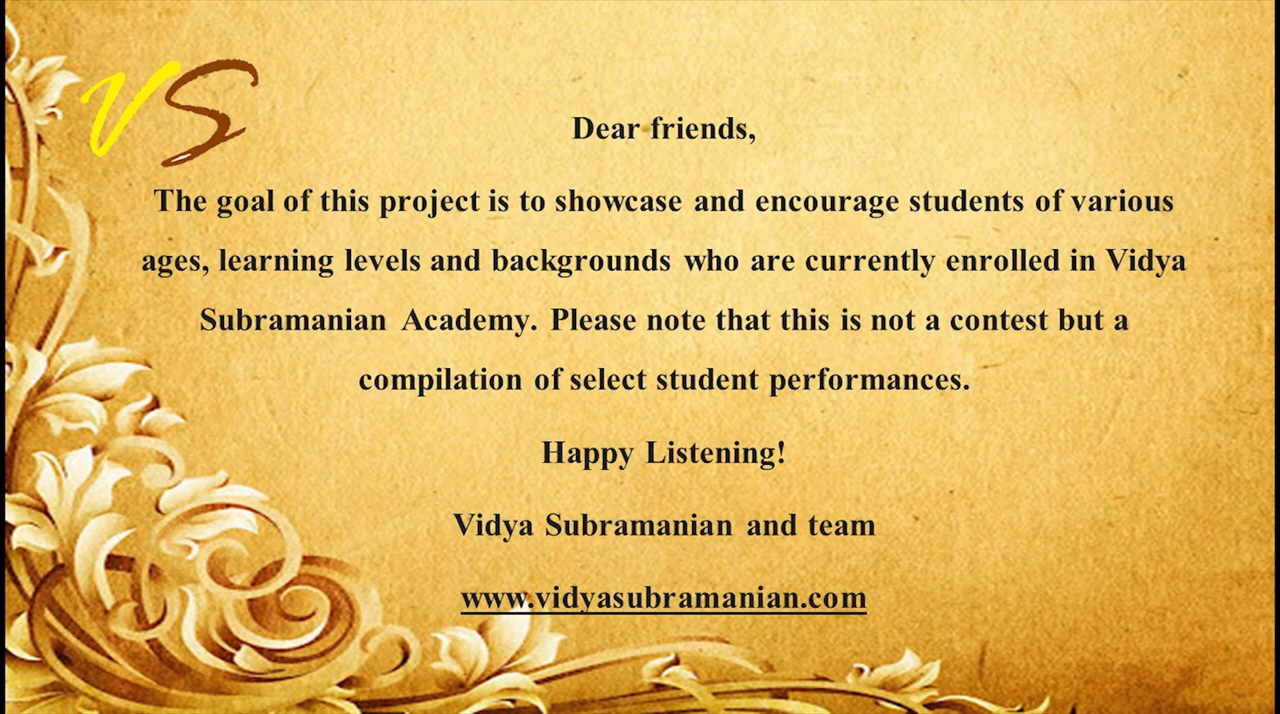 VS
Dear friends,
The goal of this project is to showcase and encourage students of various
ages, learning levels and backgrounds who are currently enrolled in Vidya
Subramanian Academy. Please note that this is not a contest but a
compilation of select student performances.
Happy Listening!
Vidya Subramanian and team
www.vidyasubramanian.com